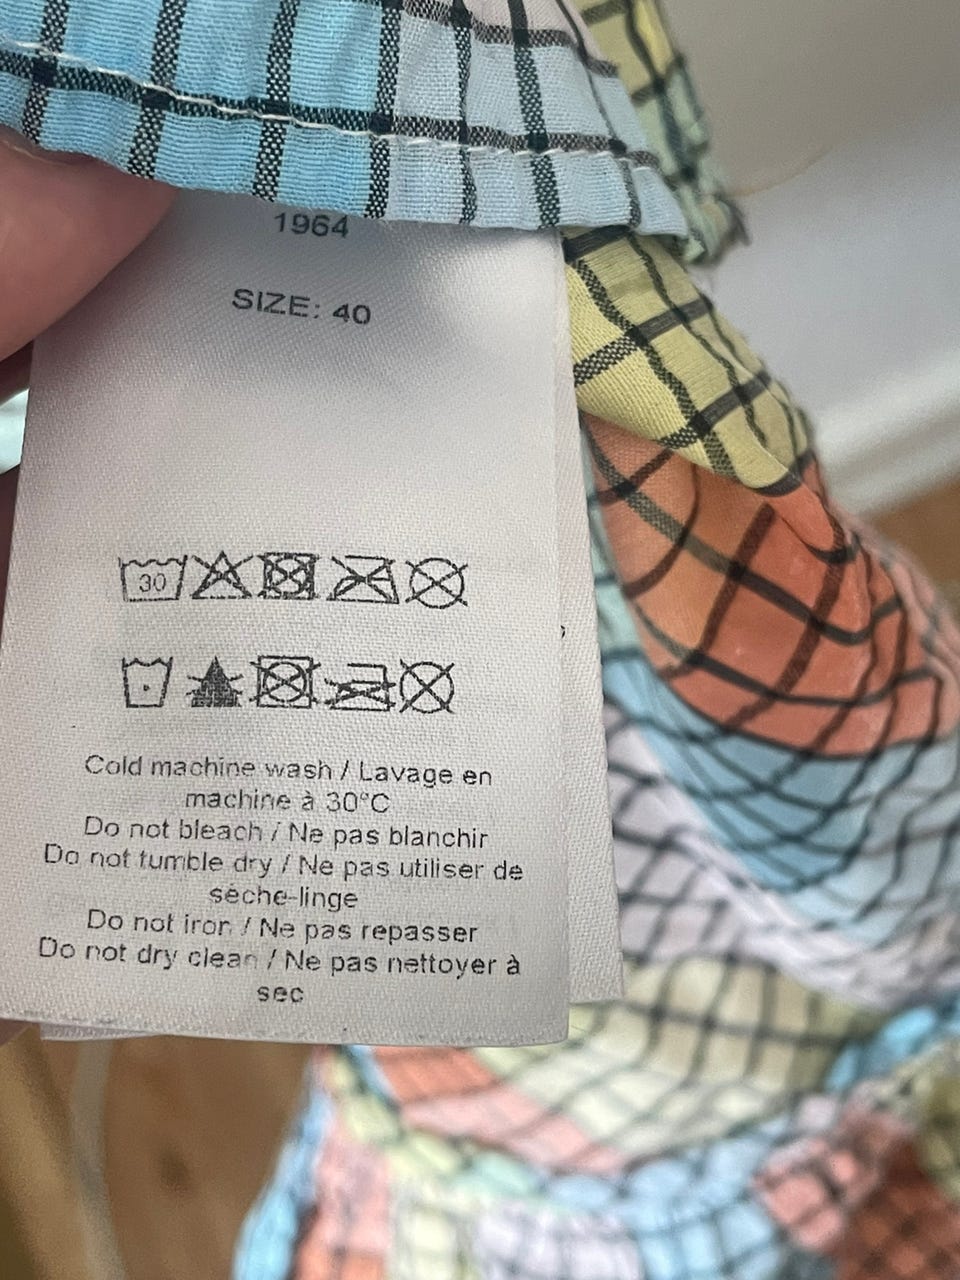 1964
SIZE: 40
30
Cold machine wash / Lavage en
machine à 30°C
Do not bleach / Ne pas blanchir
Do not tumble dry / Ne pas utiliser de
sèche-linge
Do not iron / Ne pas repasser
Do not dry clean / Ne pas nettoyer à
sec